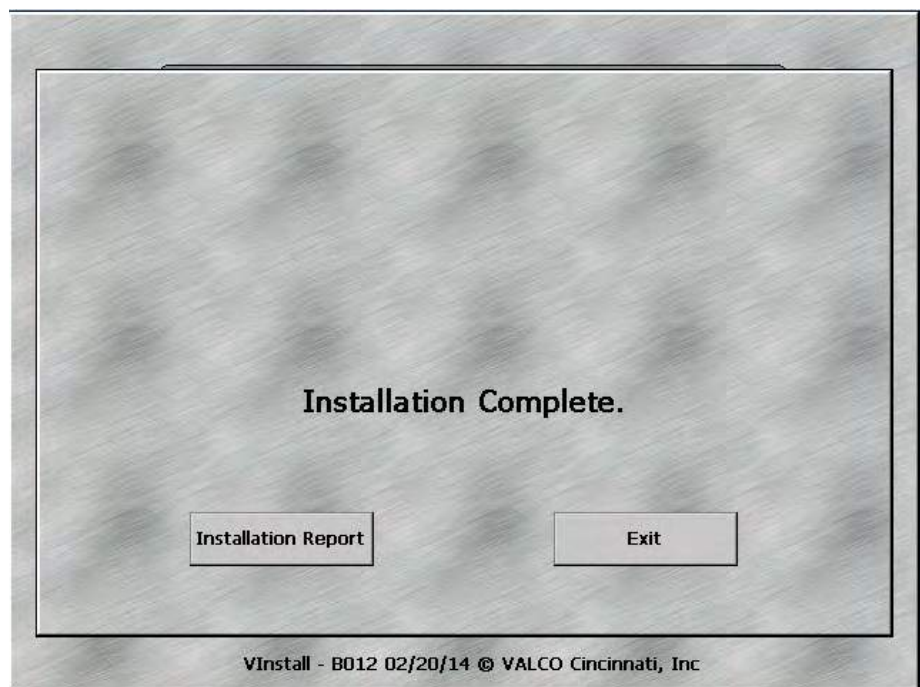 Installation Complete.
Installation Report
Exit
VInstall - B012 02/20/14 © VALCO Cincinnati, Inc